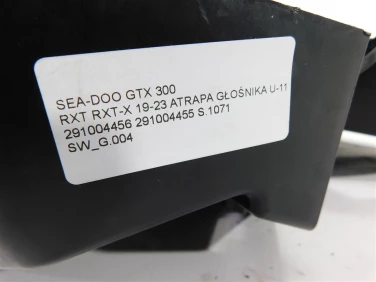 SEA-DOO GTX 300
RXT RXT-X 19-23 ATRAPA GŁOŚNIKA U-11
291004456 291004455 S.1071
SW_G.004